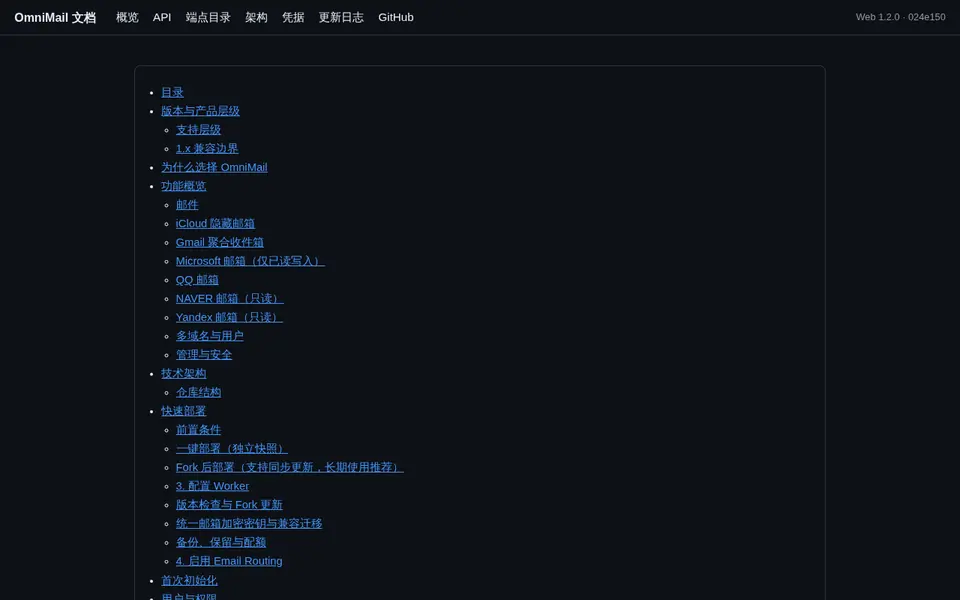 OmniMail 文档 概览 API 端点目录 架构 凭据 更新日志 GitHub Web 1.2.0 · 024e150
目录
版本与产品层级
支持层级
1.x 兼容边界
为什么选择 OmniMail
功能概览
邮件
iCloud 隐藏邮箱
Gmail 聚合收件箱
Microsoft 邮箱（仅已读写入）
QQ 邮箱
NAVER 邮箱（只读）
Yandex 邮箱（只读）
多域名与用户
管理与安全
技术架构
仓库结构
快速部署
前置条件
一键部署（独立快照）
Fork 后部署（支持同步更新，长期使用推荐）
3. 配置 Worker
版本检查与 Fork 更新
统一邮箱加密密钥与兼容迁移
备份、保留与配额
4. 启用 Email Routing
首次初始化
用户与权限